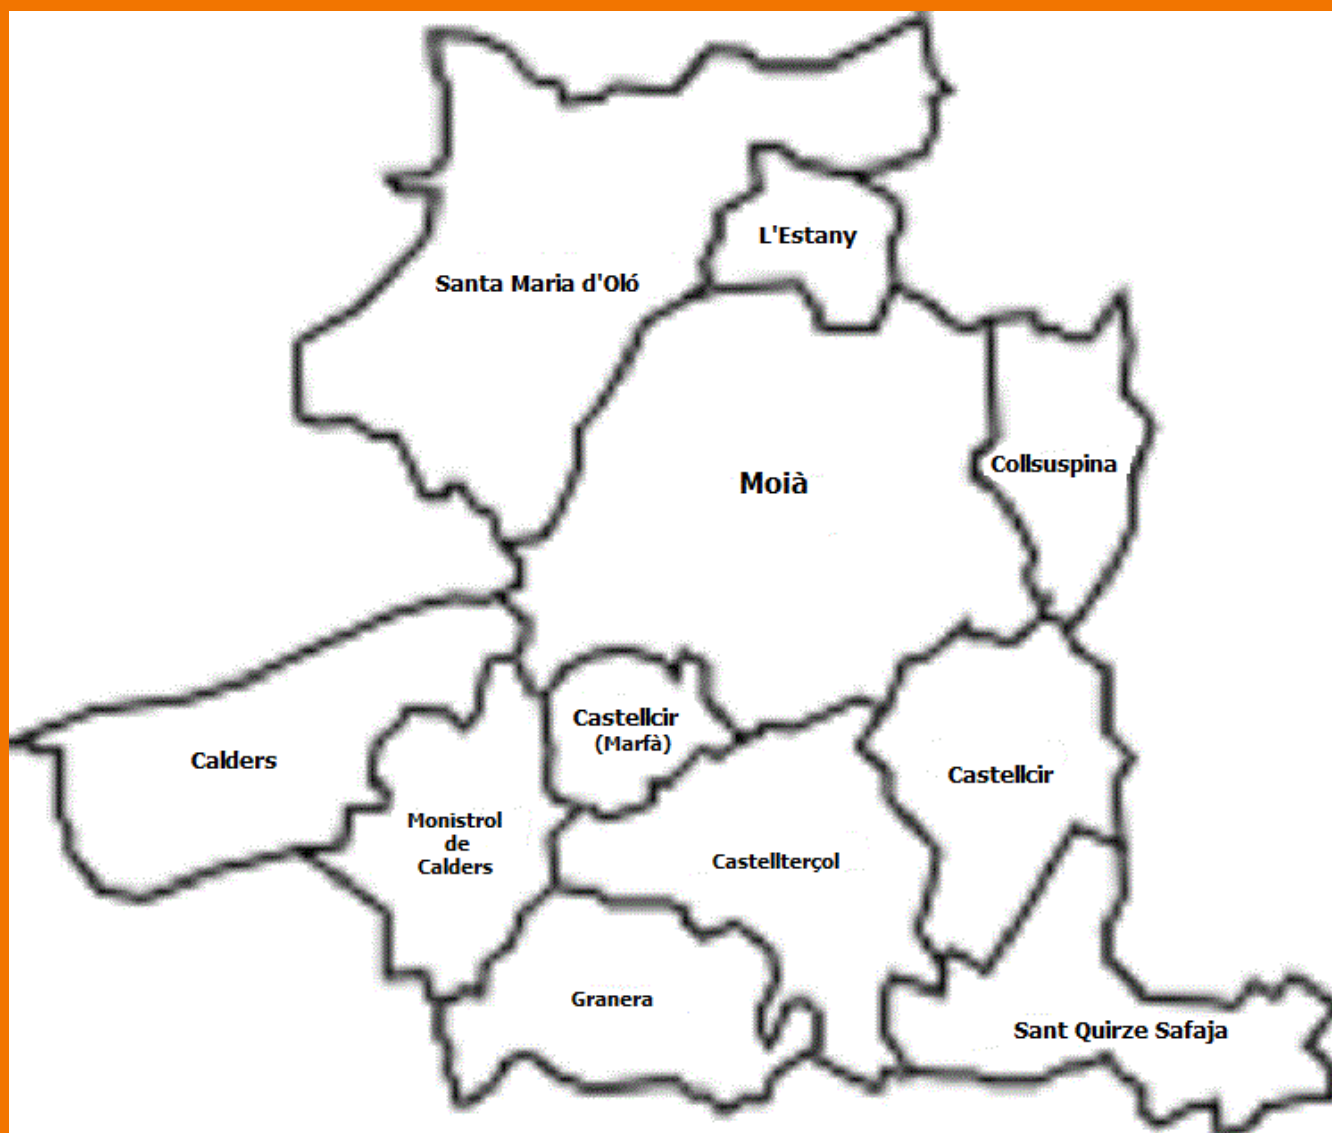 L'Estany
Santa Maria d'Oló
Collsuspina
Moià
Castellcir
(Marfà)
Calders
Castellcir
Monistrol
de
Calders
Castellterçol
Granera
Sant Quirze Safaja